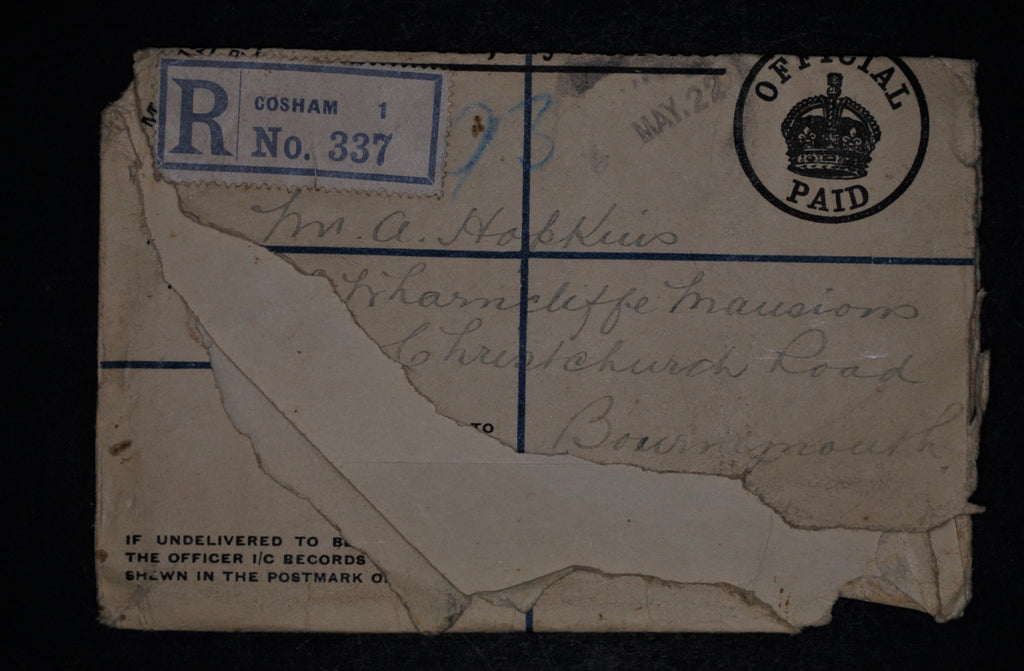 R COSHAM 1
No. 337
93
MAY.22
OFFICIAL
PAID
Mr. A. Hopkins
Wharncliffe Mansions
Christchurch Road
TO
Bournemouth
IF UNDELIVERED TO B
THE OFFICER I/C RECORDS
SHEWN IN THE POSTMARK O